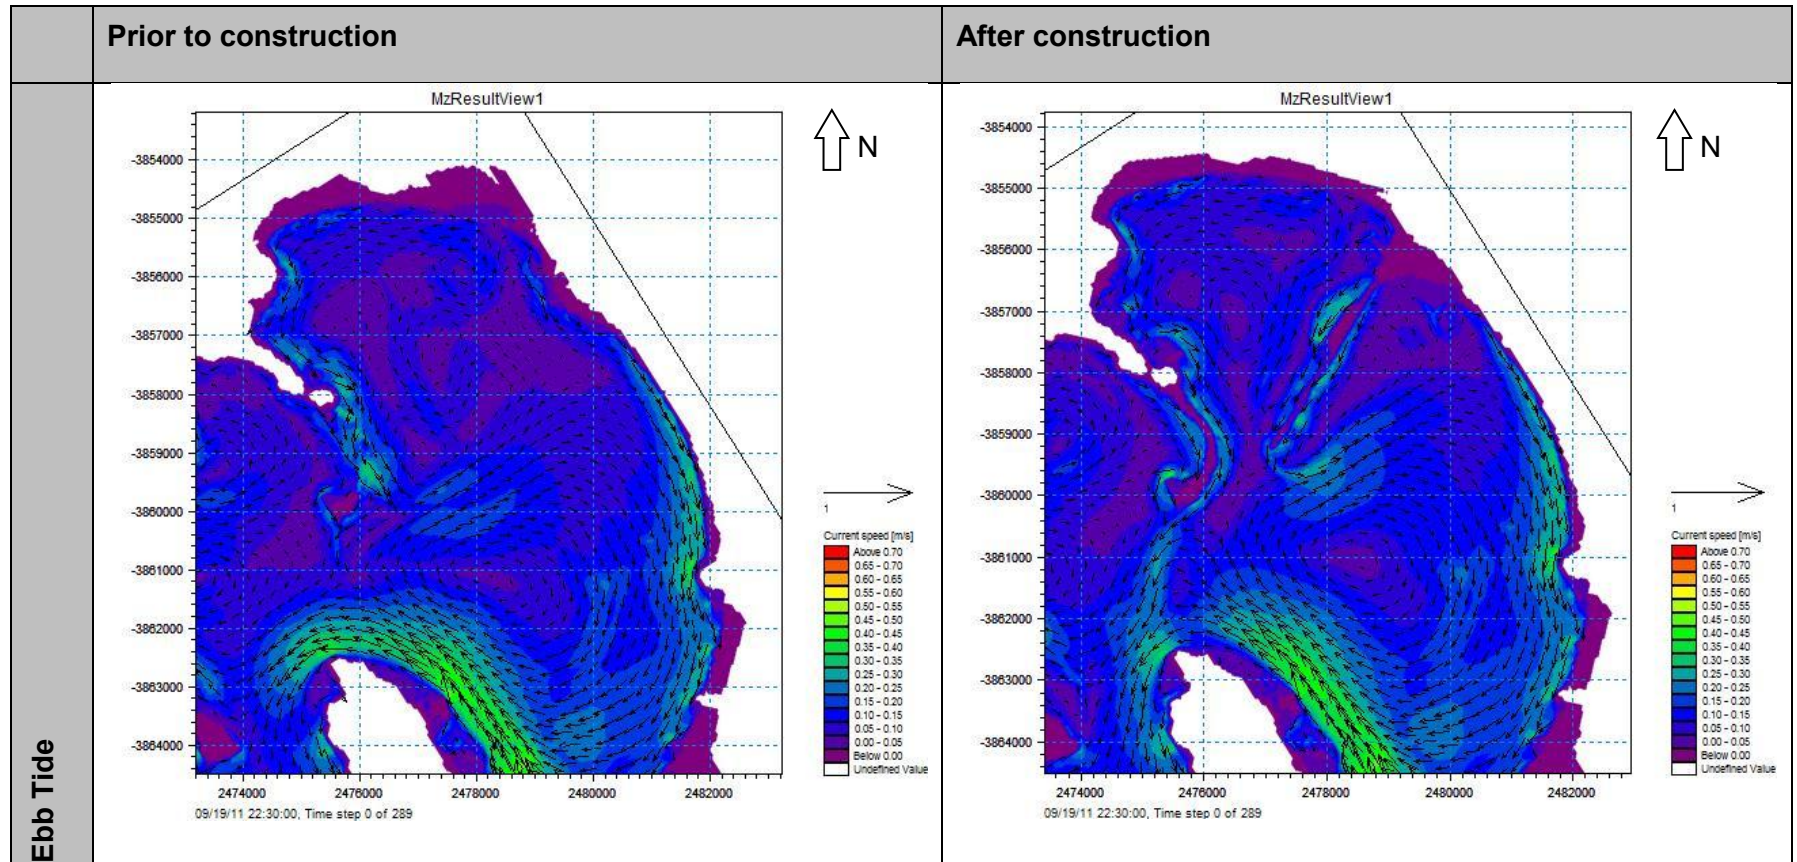 Prior to construction
After construction
Ebb Tide
MzResultView1
N
-3854000
-3855000
-3856000
-3857000
-3858000
-3859000
-3860000
-3861000
-3862000
-3863000
-3864000
2474000 2476000 2478000 2480000 2482000
09/19/11 22:30:00, Time step 0 of 289
1
Current speed [m/s]
Above 0.70
0.65 - 0.70
0.60 - 0.65
0.55 - 0.60
0.50 - 0.55
0.45 - 0.50
0.40 - 0.45
0.35 - 0.40
0.30 - 0.35
0.25 - 0.30
0.20 - 0.25
0.15 - 0.20
0.10 - 0.15
0.05 - 0.10
0.00 - 0.05
Below 0.00
Undefined Value
MzResultView1
N
-3854000
-3855000
-3856000
-3857000
-3858000
-3859000
-3860000
-3861000
-3862000
-3863000
-3864000
2474000 2476000 2478000 2480000 2482000
09/19/11 22:30:00, Time step 0 of 289
1
Current speed [m/s]
Above 0.70
0.65 - 0.70
0.60 - 0.65
0.55 - 0.60
0.50 - 0.55
0.45 - 0.50
0.40 - 0.45
0.35 - 0.40
0.30 - 0.35
0.25 - 0.30
0.20 - 0.25
0.15 - 0.20
0.10 - 0.15
0.05 - 0.10
0.00 - 0.05
Below 0.00
Undefined Value